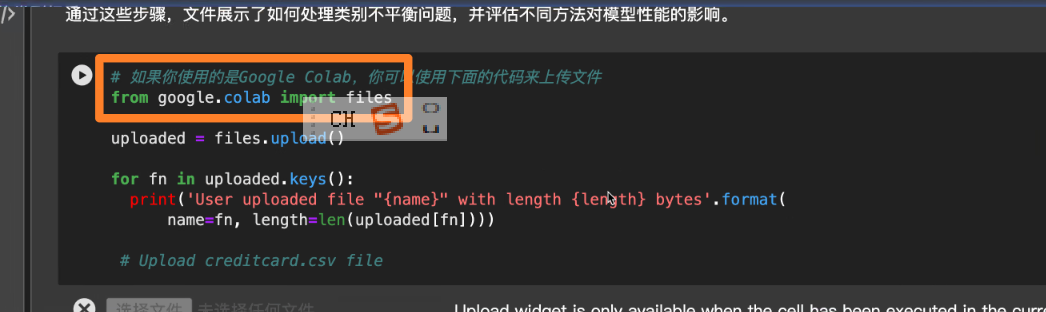 通过这些步骤，文件展示了如何处理类别不平衡问题，并评估不同方法对模型性能的影响。
# 如果你使用的是Google Colab，你可以使用下面的代码来上传文件
from google.colab import files
CH S
uploaded = files.upload()
for fn in uploaded.keys():
print('User uploaded file "{name}" with length {length} bytes'.format(
name=fn, length=len(uploaded[fn])))
# Upload creditcard.csv file
选择文件 未选择任何文件 Upload widget is only available when the cell has been executed in the